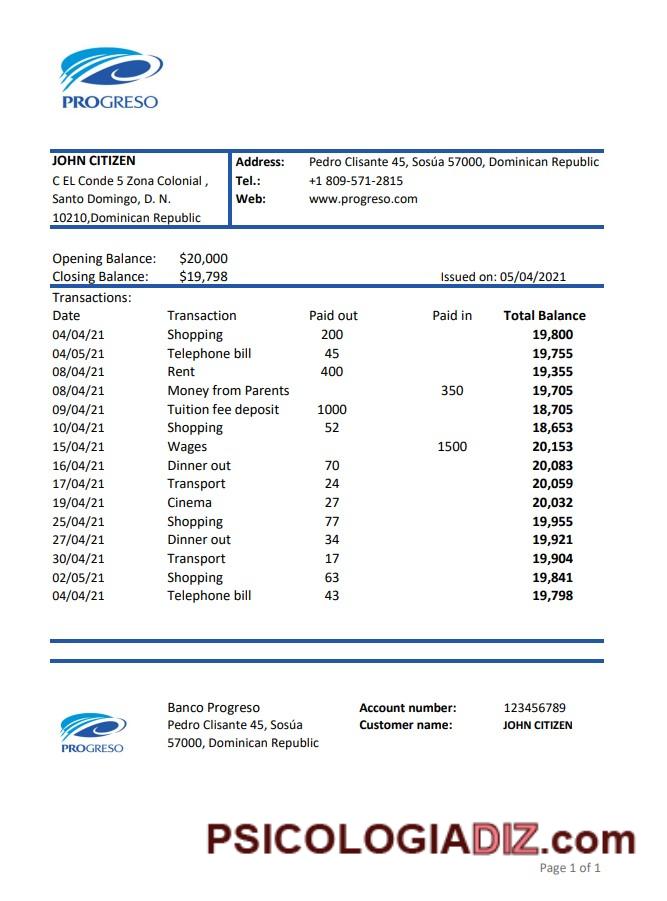 PROGRESO
JOHN CITIZEN
C EL Conde 5 Zona Colonial ,
Santo Domingo, D. N.
10210,Dominican Republic
Address: Pedro Clisante 45, Sosúa 57000, Dominican Republic
Tel.: +1 809-571-2815
Web: www.progreso.com
Opening Balance: $20,000
Closing Balance: $19,798 Issued on: 05/04/2021
Transactions:
Date Transaction Paid out Paid in Total Balance
04/04/21 Shopping 200 19,800
04/05/21 Telephone bill 45 19,755
08/04/21 Rent 400 19,355
08/04/21 Money from Parents 350 19,705
09/04/21 Tuition fee deposit 1000 18,705
10/04/21 Shopping 52 18,653
15/04/21 Wages 1500 20,153
16/04/21 Dinner out 70 20,083
17/04/21 Transport 24 20,059
19/04/21 Cinema 27 20,032
25/04/21 Shopping 77 19,955
27/04/21 Dinner out 34 19,921
30/04/21 Transport 17 19,904
02/05/21 Shopping 63 19,841
04/04/21 Telephone bill 43 19,798
PROGRESO
Banco Progreso
Pedro Clisante 45, Sosúa
57000, Dominican Republic
Account number: 123456789
Customer name: JOHN CITIZEN
PSICOLOGIADIZ.com
Page 1 of 1